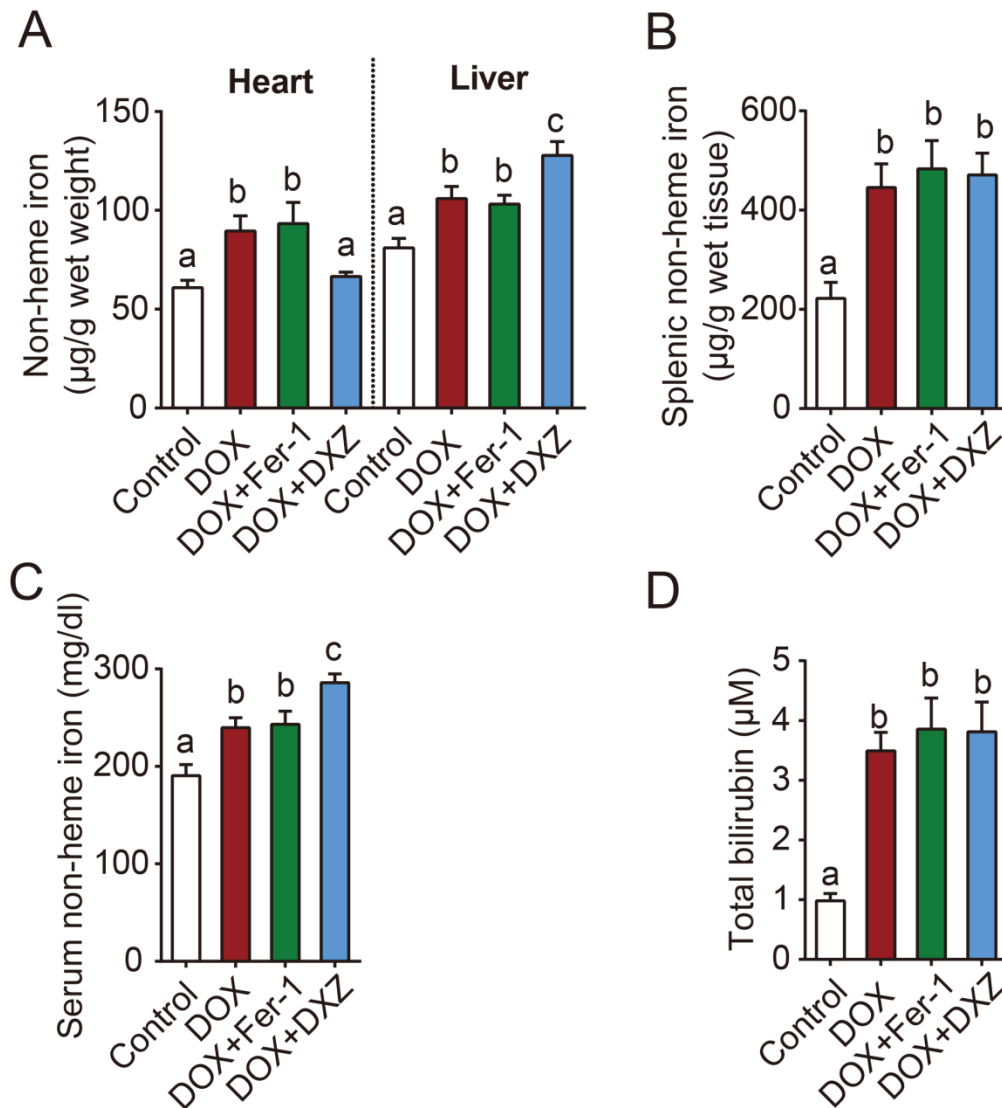 A
Heart
Liver
Non-heme iron
(µg/g wet weight)
150
100
50
0
a
b
b
a
a
b
b
c
Control
DOX
DOX+Fer-1
DOX+DXZ
Control
DOX
DOX+Fer-1
DOX+DXZ
B
Splenic non-heme iron
(µg/g wet tissue)
600
400
200
0
a
b
b
b
Control
DOX
DOX+Fer-1
DOX+DXZ
C
Serum non-heme iron (mg/dl)
300
200
100
0
a
b
b
c
Control
DOX
DOX+Fer-1
DOX+DXZ
D
Total bilirubin (µM)
5
4
3
2
1
0
a
b
b
b
Control
DOX
DOX+Fer-1
DOX+DXZ